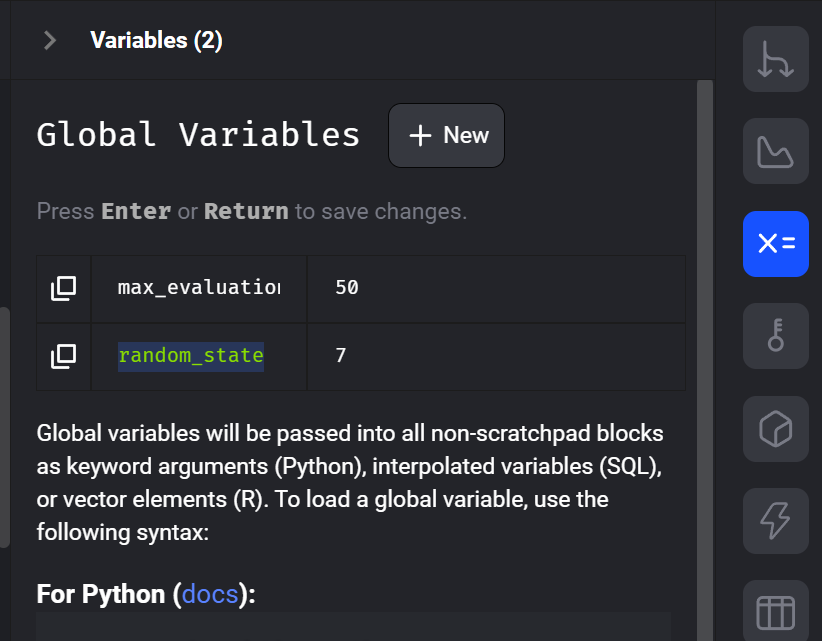 Variables (2)
Global Variables
+ New
Press Enter or Return to save changes.
max_evaluation 50
random_state 7
Global variables will be passed into all non-scratchpad blocks
as keyword arguments (Python), interpolated variables (SQL),
or vector elements (R). To load a global variable, use the
following syntax:
For Python (docs):